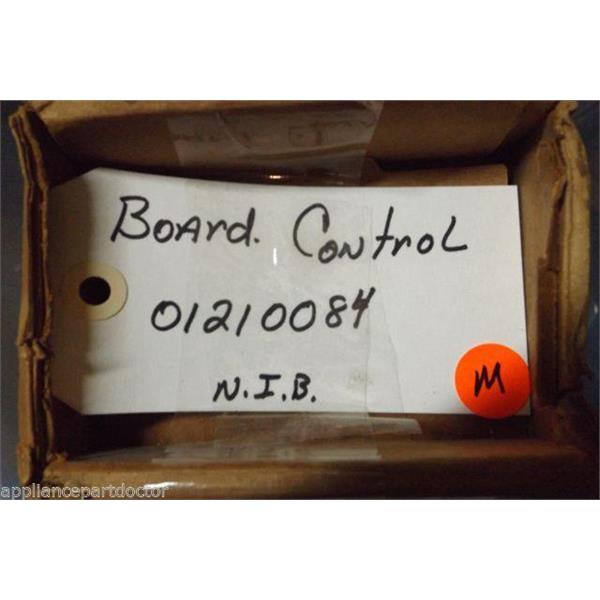 Board. Control
01210084
N.I.B.
M
appliancepartdoctor